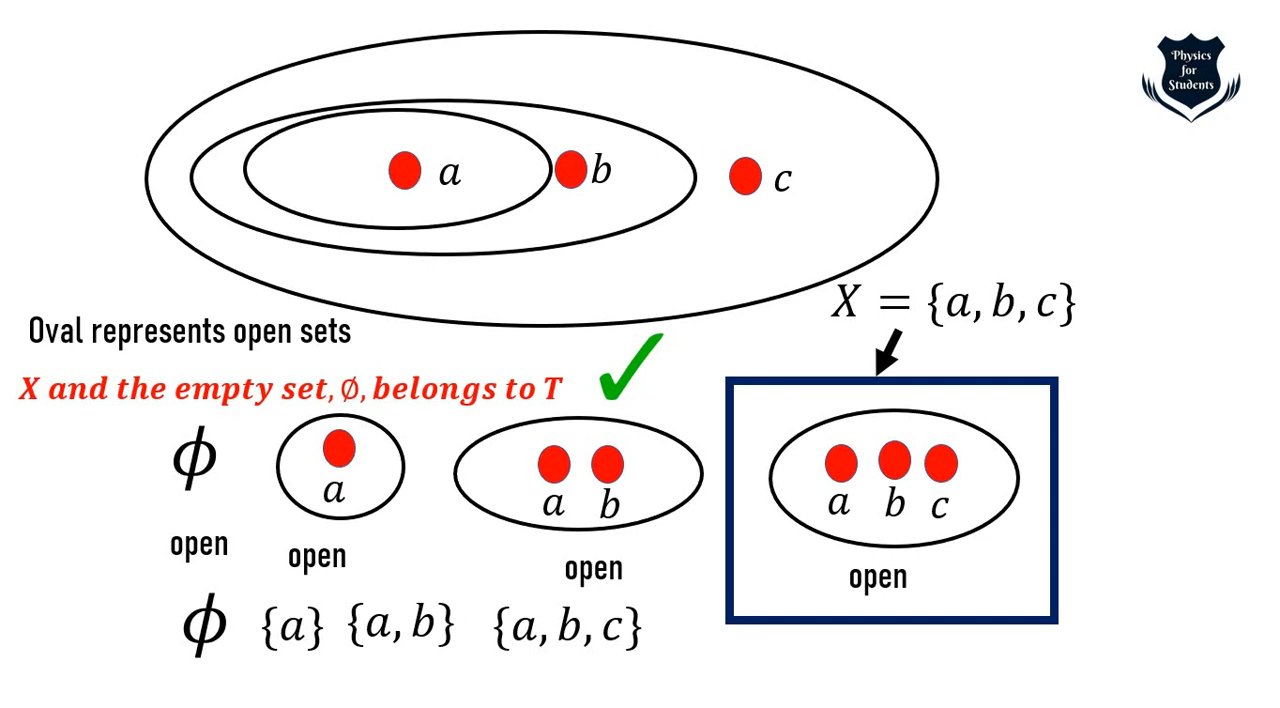 Physics
for
Students
a b c
X = {a, b, c}
Oval represents open sets
X and the empty set, ∅, belongs to T
ϕ
a
a b
a b c
open
open
open
open
ϕ {a} {a, b} {a, b, c}